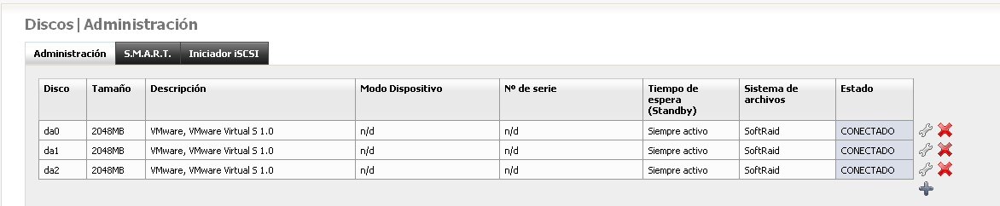 Discos|Administración
Administración S.M.A.R.T. Iniciador iSCSI
Disco Tamaño Descripción Modo Dispositivo Nº de serie Tiempo de espera (Standby) Sistema de archivos Estado
da0 2048MB VMware, VMware Virtual S 1.0 n/d n/d Siempre activo SoftRaid CONECTADO
da1 2048MB VMware, VMware Virtual S 1.0 n/d n/d Siempre activo SoftRaid CONECTADO
da2 2048MB VMware, VMware Virtual S 1.0 n/d n/d Siempre activo SoftRaid CONECTADO